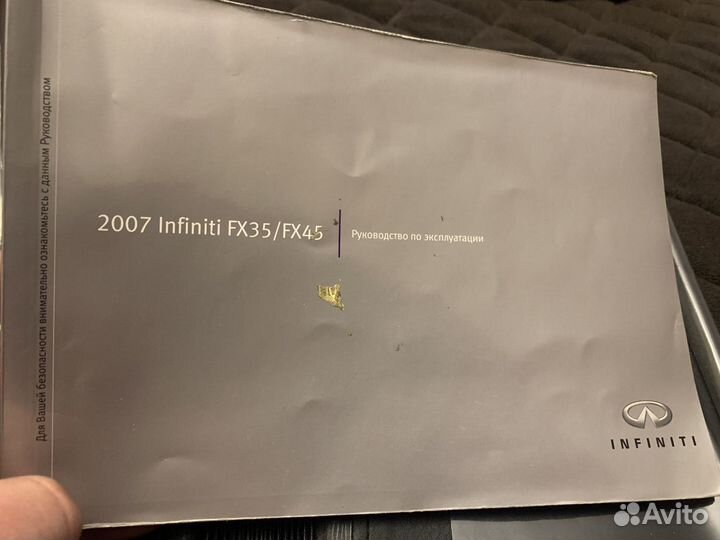 Для Вашей безопасности внимательно ознакомьтесь с данным Руководством
2007 Infiniti FX35/FX45
Руководство по эксплуатации
INFINITI
Avito